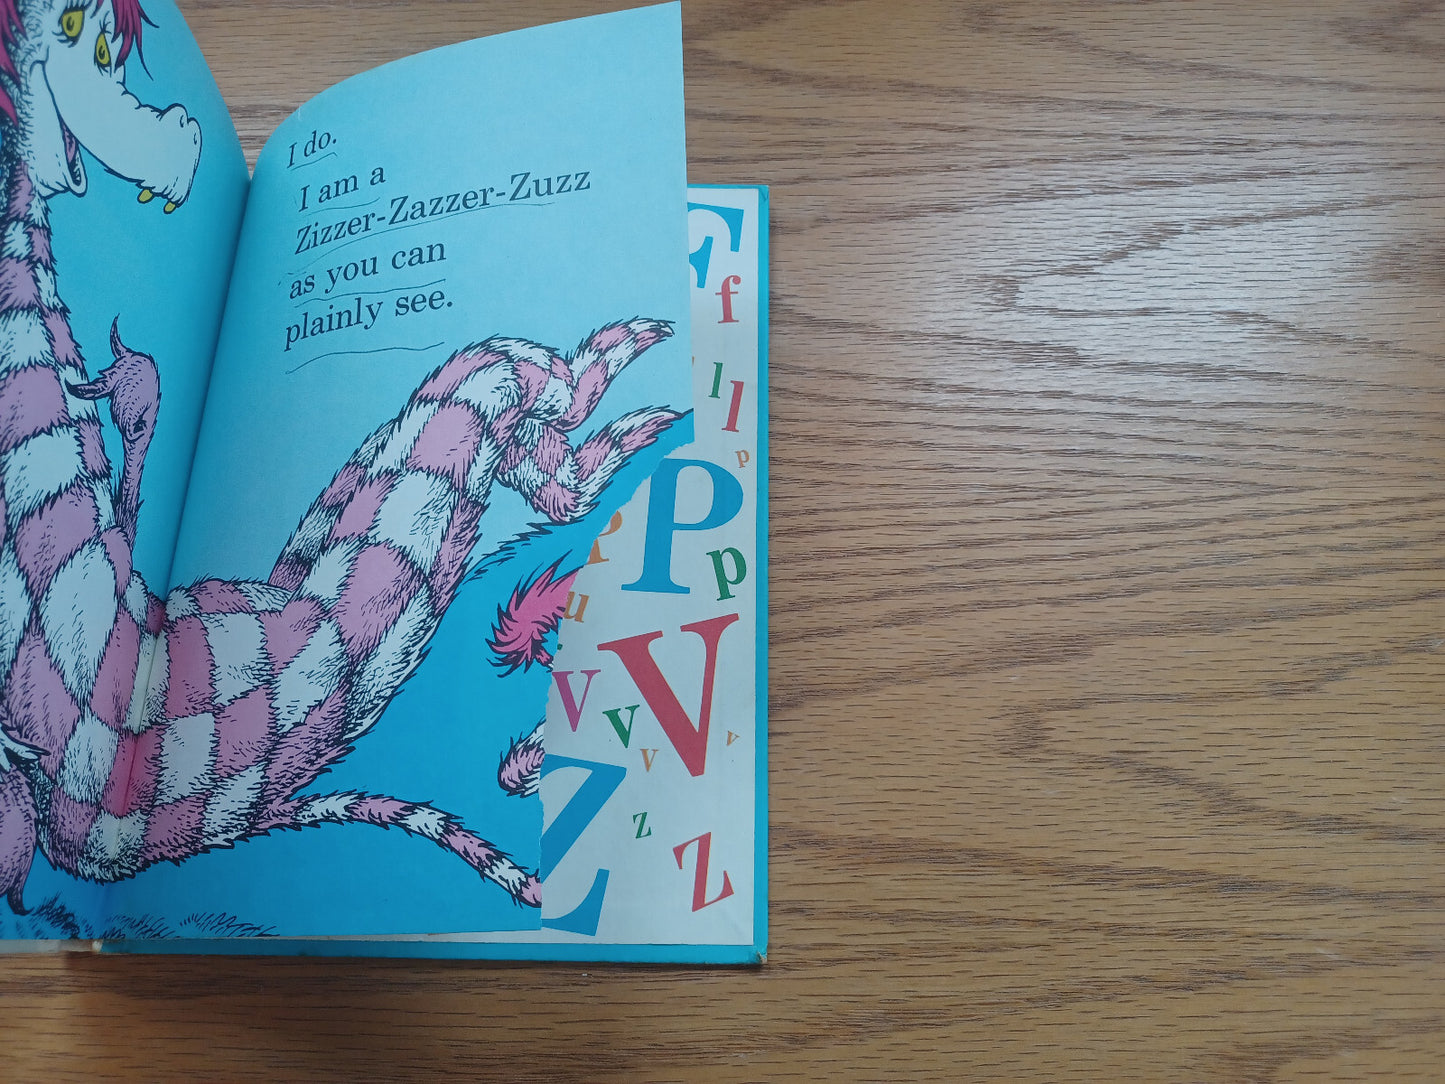 I do.
I am a
Zizzer-Zazzer-Zuzz
as you can
plainly see.
F
f
l l
p
P
p
p
u
V
V
v
v
v
Z
z
z